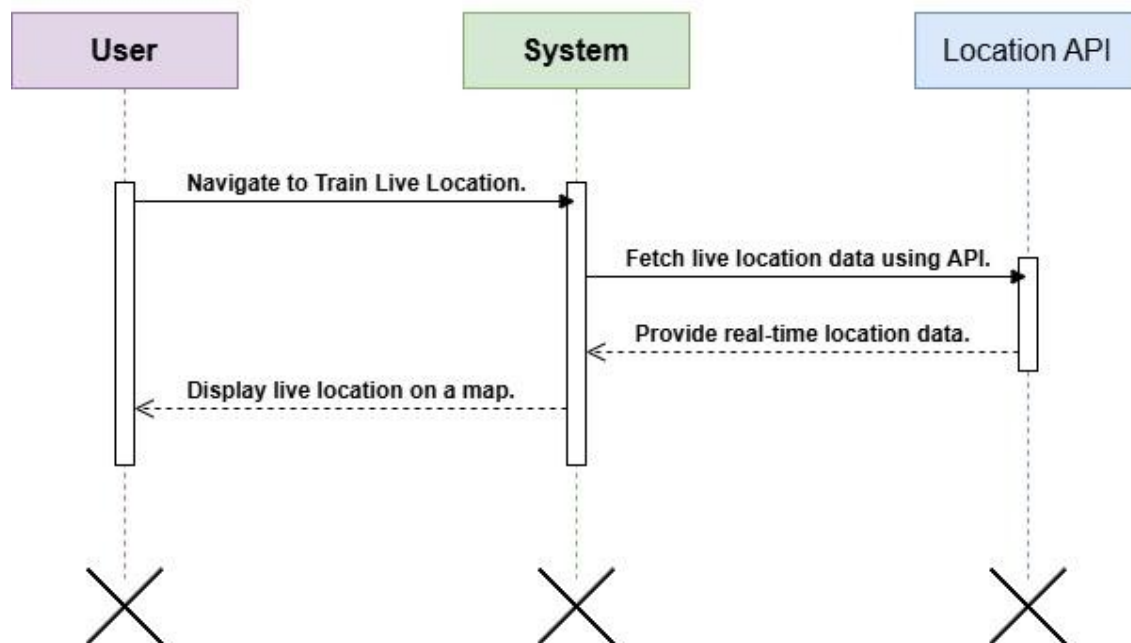 User
System
Location API
Navigate to Train Live Location.
Fetch live location data using API.
Provide real-time location data.
Display live location on a map.